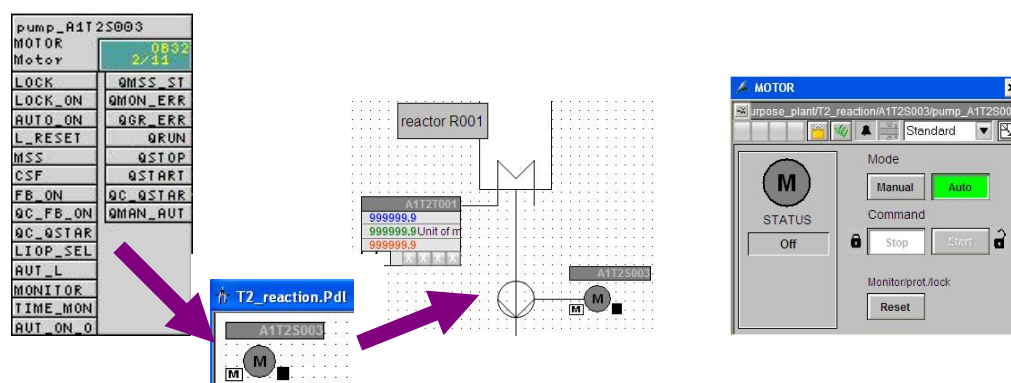 pump_A1T2S003
MOTOR
Motor
OB32
2/11
LOCK
QMSS_ST
LOCK_ON
QMON_ERR
AUTO_ON
QGR_ERR
L_RESET
QRUN
MSS
QSTOP
CSF
QSTART
FB_ON
QC_QSTAR
QC_FB_ON
QMAN_AUT
QC_QSTAR
LIOP_SEL
AUT_L
MONITOR
TIME_MON
AUT_ON_O
T2_reaction.Pdl
A1T2S003
M
M
reactor R001
A1T2T001
999999,9
999999,9 Unit of m
999999,9
X X X X
A1T2S003
M
M
MOTOR
urpose_plant/T2_reaction/A1T2S003/pump_A1T2S00
Standard
M
STATUS
Off
Mode
Manual Auto
Command
Stop Start
Monitor/prot./lock
Reset